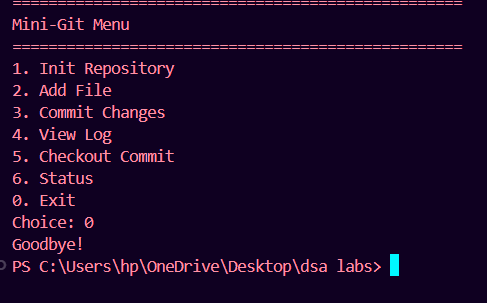 ==================================================
Mini-Git Menu
==================================================
1. Init Repository
2. Add File
3. Commit Changes
4. View Log
5. Checkout Commit
6. Status
0. Exit
Choice: 0
Goodbye!
PS C:\Users\hp\OneDrive\Desktop\dsa labs>